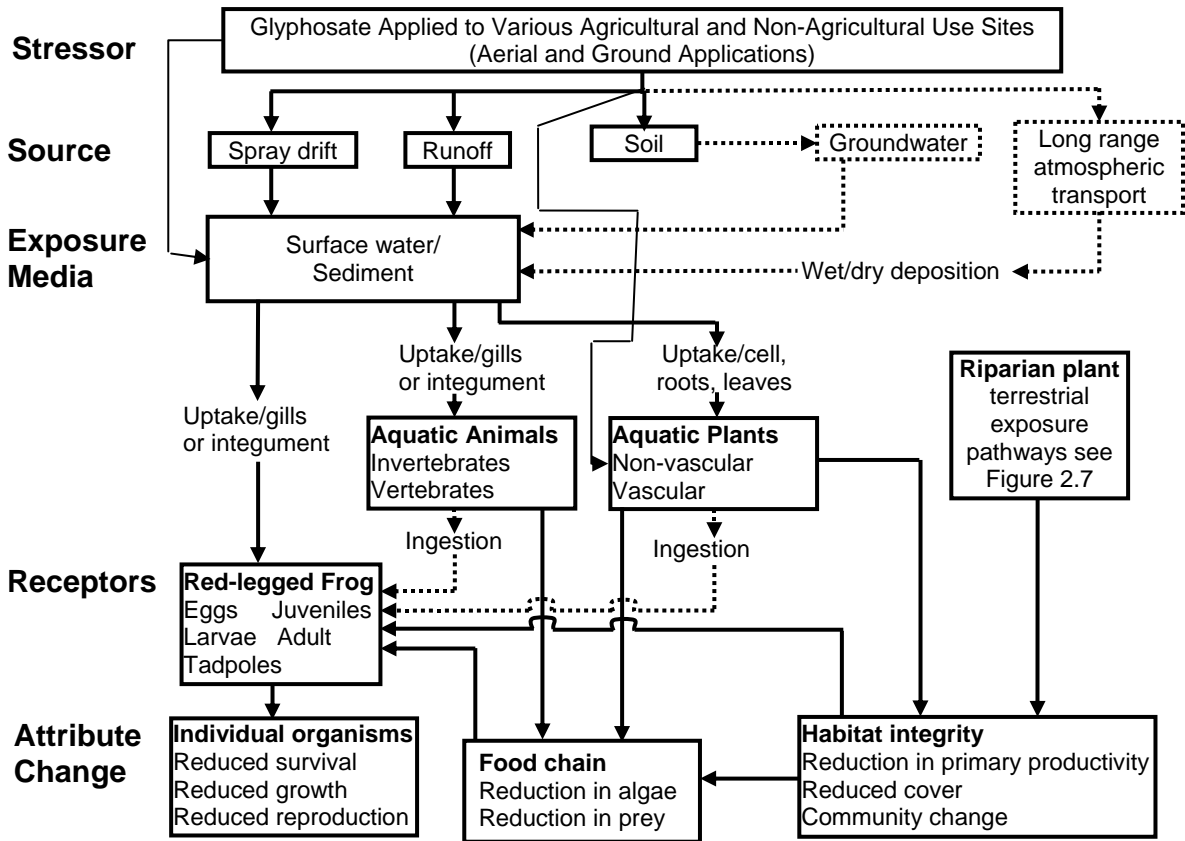 Stressor
Glyphosate Applied to Various Agricultural and Non-Agricultural Use Sites
(Aerial and Ground Applications)
Source
Spray drift
Runoff
Soil
Groundwater
Long range
atmospheric
transport
Exposure
Media
Surface water/
Sediment
Wet/dry deposition
Uptake/gills
or integument
Uptake/gills
or integument
Uptake/cell,
roots, leaves
Riparian plant
terrestrial
exposure
pathways see
Figure 2.7
Aquatic Animals
Invertebrates
Vertebrates
Aquatic Plants
Non-vascular
Vascular
Ingestion
Ingestion
Receptors
Red-legged Frog
Eggs Juveniles
Larvae Adult
Tadpoles
Attribute
Change
Individual organisms
Reduced survival
Reduced growth
Reduced reproduction
Food chain
Reduction in algae
Reduction in prey
Habitat integrity
Reduction in primary productivity
Reduced cover
Community change